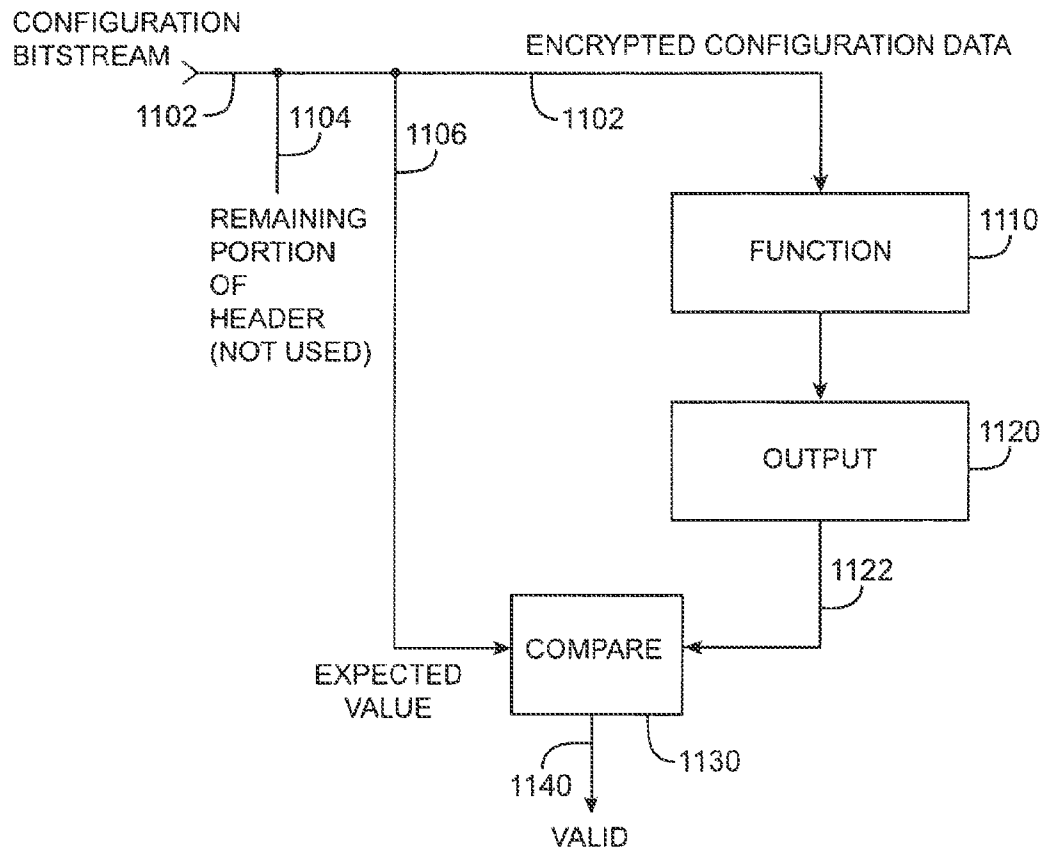 CONFIGURATION
BITSTREAM
ENCRYPTED CONFIGURATION DATA
1102
1104
1106
1102
REMAINING
PORTION
OF
HEADER
(NOT USED)
FUNCTION
1110
OUTPUT
1120
1122
COMPARE
EXPECTED
VALUE
1130
1140
VALID